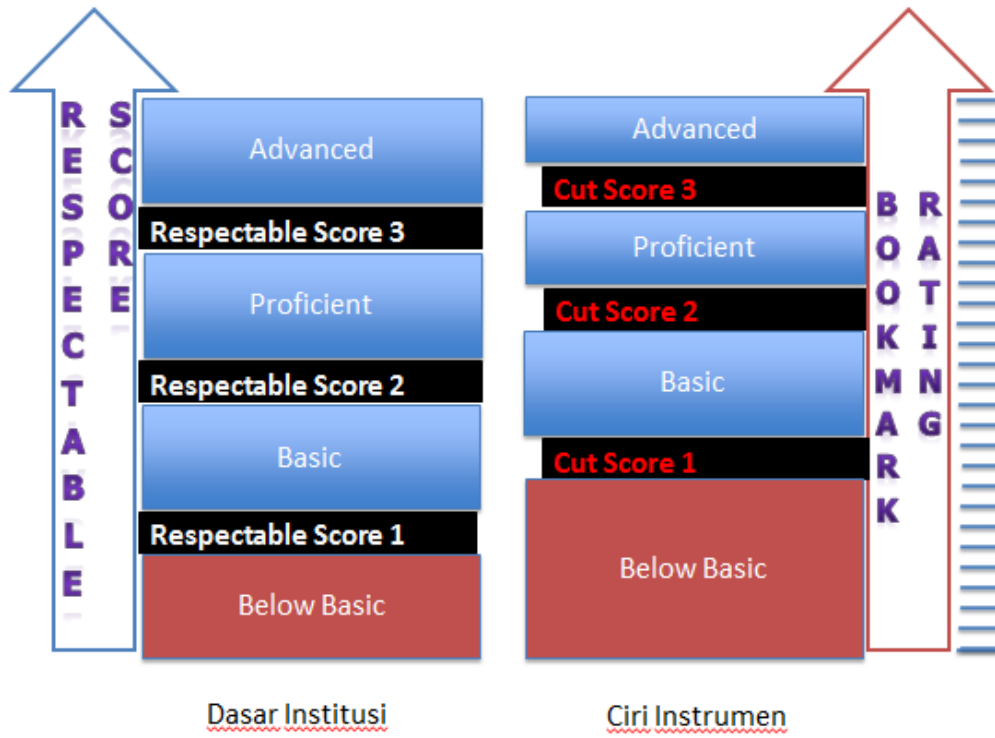 RESPECTABLE
SCORE
Advanced
Respectable Score 3
Proficient
Respectable Score 2
Basic
Respectable Score 1
Below Basic
Dasar Institusi
Advanced
Cut Score 3
Proficient
Cut Score 2
Basic
Cut Score 1
Below Basic
Ciri Instrumen
BOOKMARK
RATING